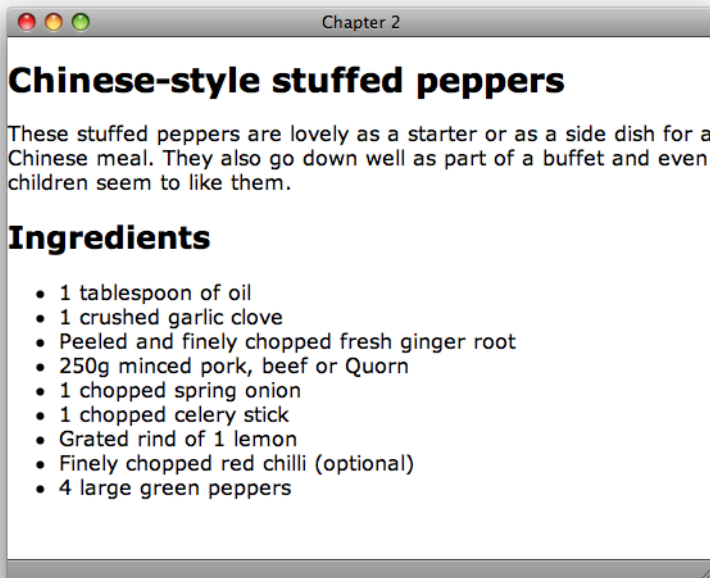 Chapter 2
Chinese-style stuffed peppers
These stuffed peppers are lovely as a starter or as a side dish for a
Chinese meal. They also go down well as part of a buffet and even
children seem to like them.
Ingredients
• 1 tablespoon of oil
• 1 crushed garlic clove
• Peeled and finely chopped fresh ginger root
• 250g minced pork, beef or Quorn
• 1 chopped spring onion
• 1 chopped celery stick
• Grated rind of 1 lemon
• Finely chopped red chilli (optional)
• 4 large green peppers